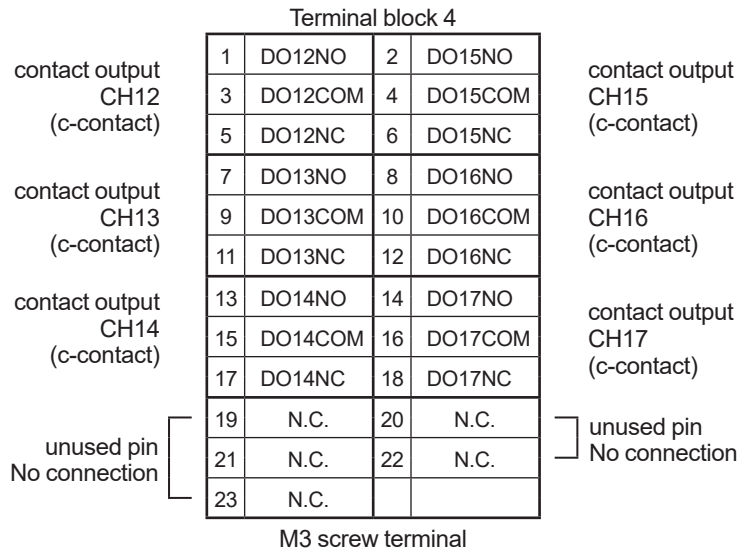 Terminal block 4
contact output
CH12
(c-contact)
contact output
CH13
(c-contact)
contact output
CH14
(c-contact)
unused pin
No connection
1 DO12NO 2 DO15NO
3 DO12COM 4 DO15COM
5 DO12NC 6 DO15NC
7 DO13NO 8 DO16NO
9 DO13COM 10 DO16COM
11 DO13NC 12 DO16NC
13 DO14NO 14 DO17NO
15 DO14COM 16 DO17COM
17 DO14NC 18 DO17NC
19 N.C. 20 N.C.
21 N.C. 22 N.C.
23 N.C.
contact output
CH15
(c-contact)
contact output
CH16
(c-contact)
contact output
CH17
(c-contact)
unused pin
No connection
M3 screw terminal